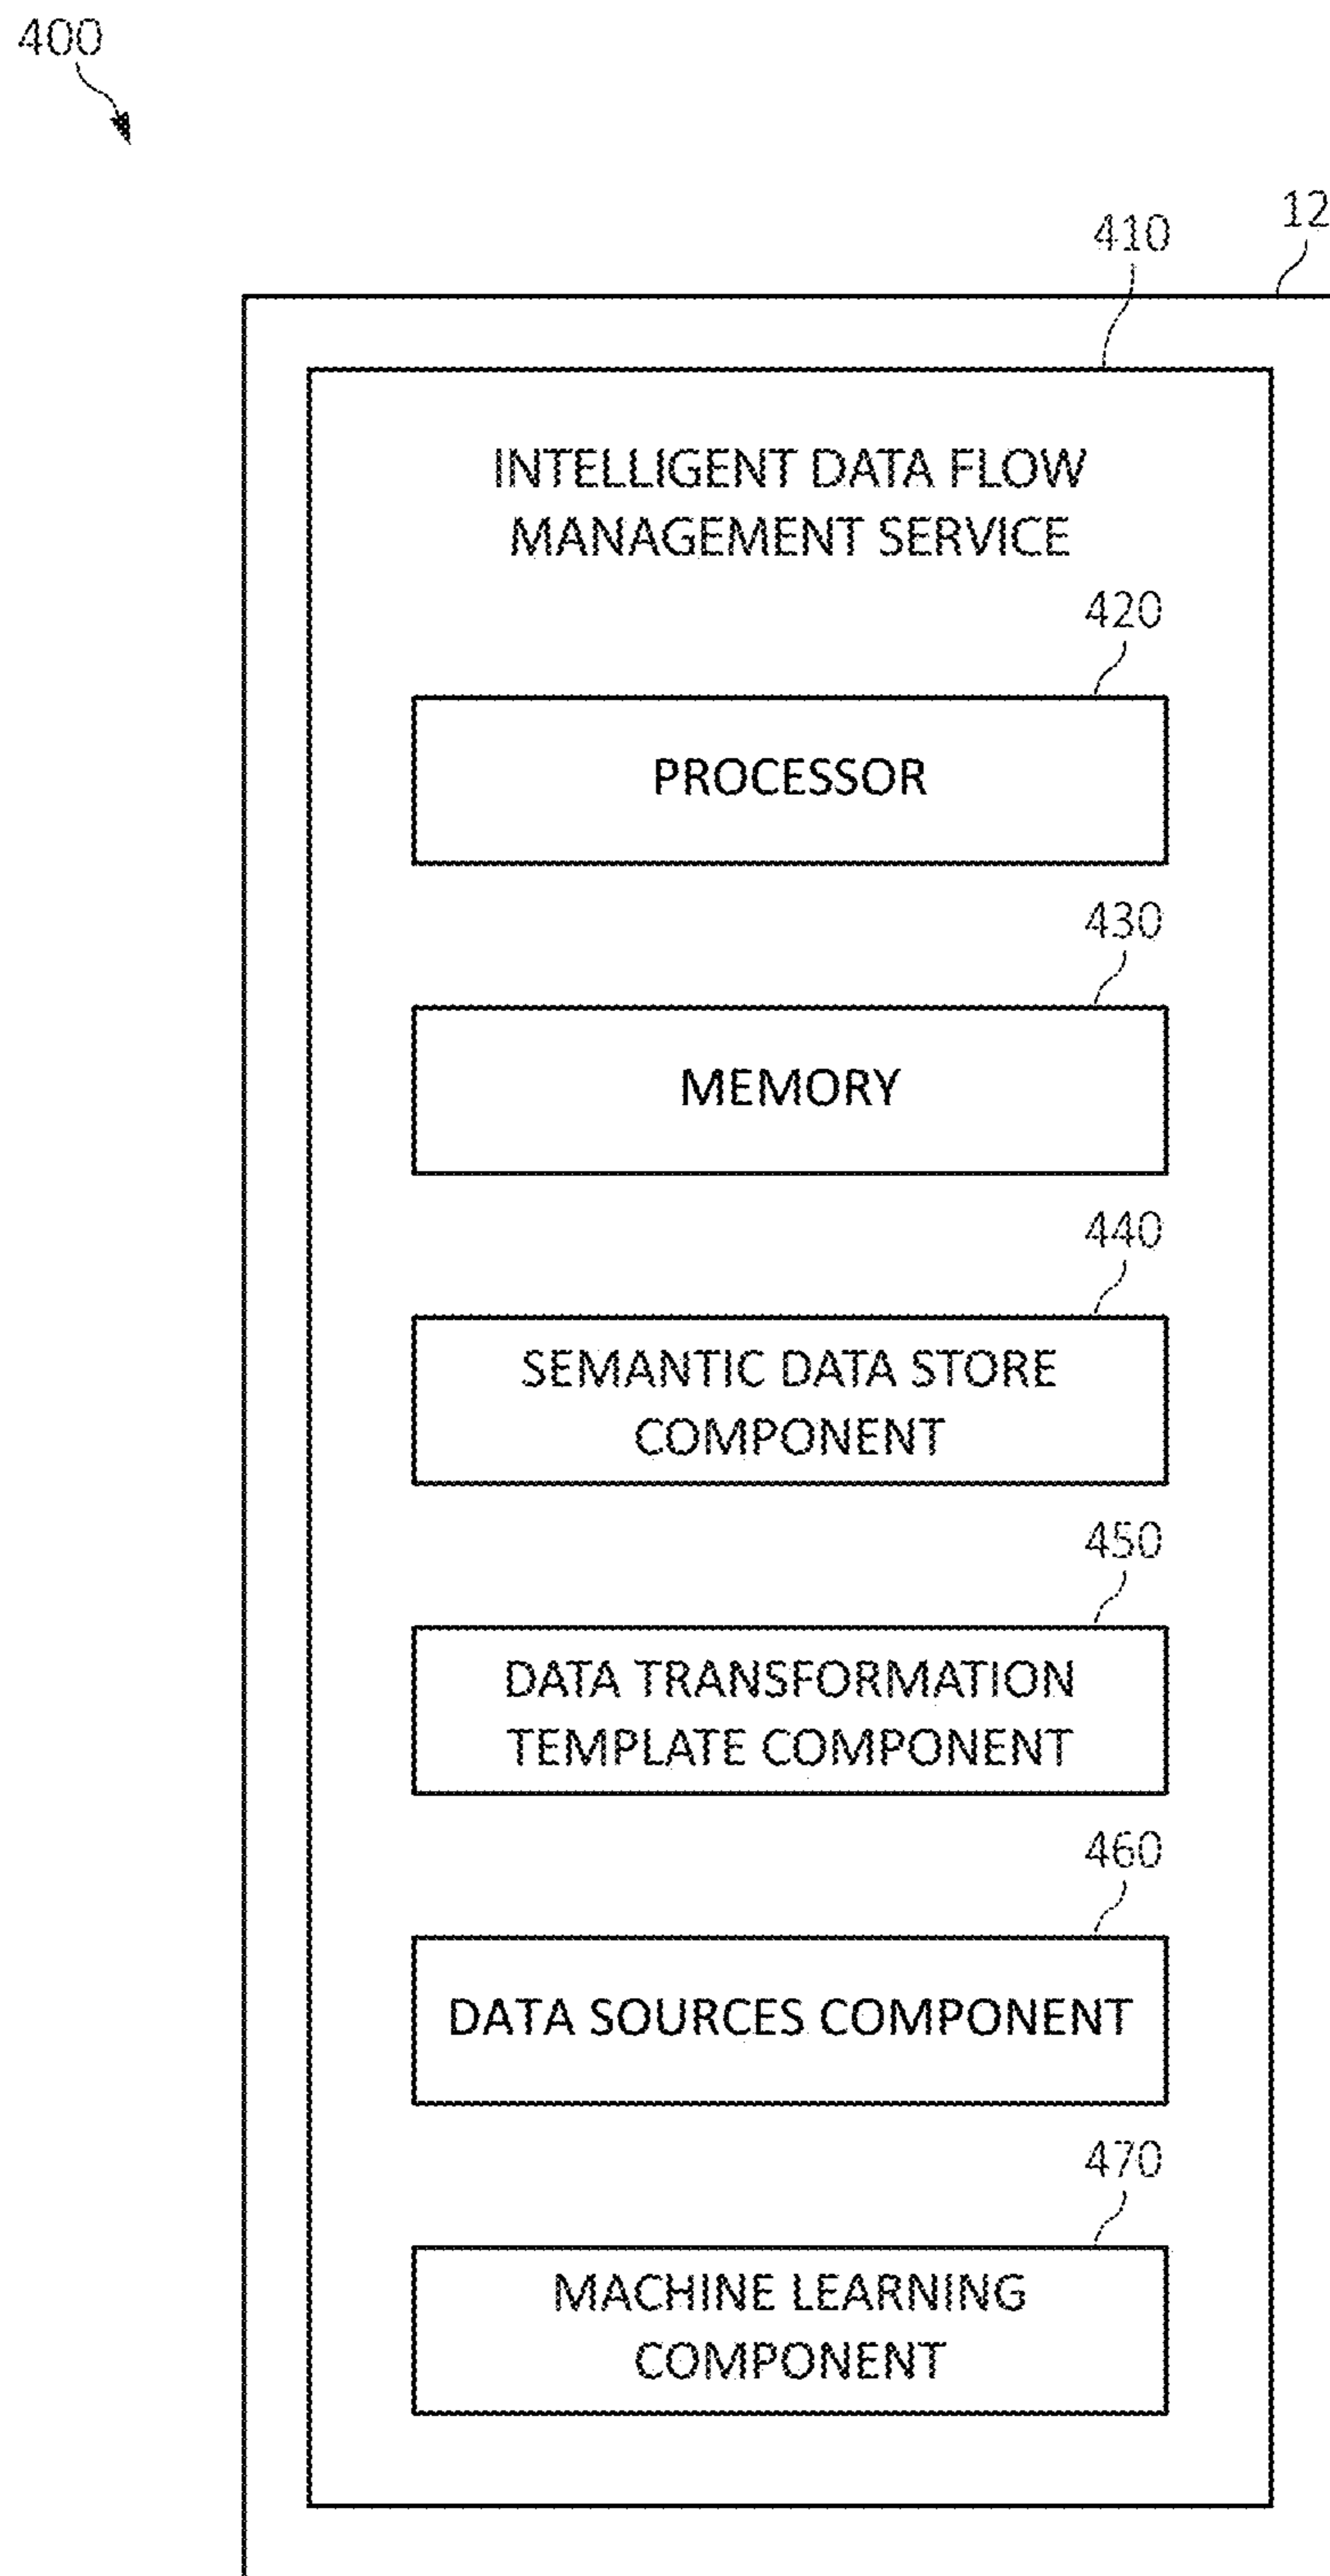 400
12
410
INTELLIGENT DATA FLOW
MANAGEMENT SERVICE
420
PROCESSOR
430
MEMORY
440
SEMANTIC DATA STORE
COMPONENT
450
DATA TRANSFORMATION
TEMPLATE COMPONENT
460
DATA SOURCES COMPONENT
470
MACHINE LEARNING
COMPONENT